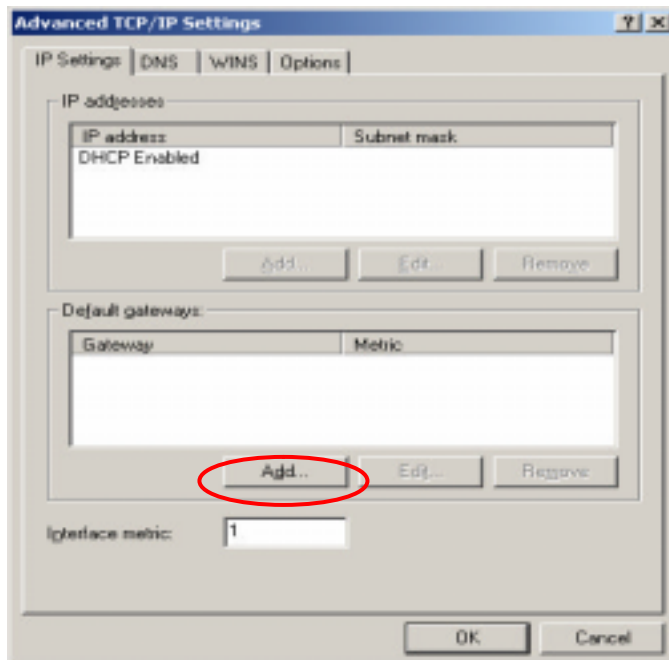 Advanced TCP/IP Settings
IP Settings DNS WINS Options
IP addresses
IP address Subnet mask
DHCP Enabled
Add... Edit... Remove
Default gateways:
Gateway Metric
Add... Edit... Remove
Interface metric: 1
OK Cancel